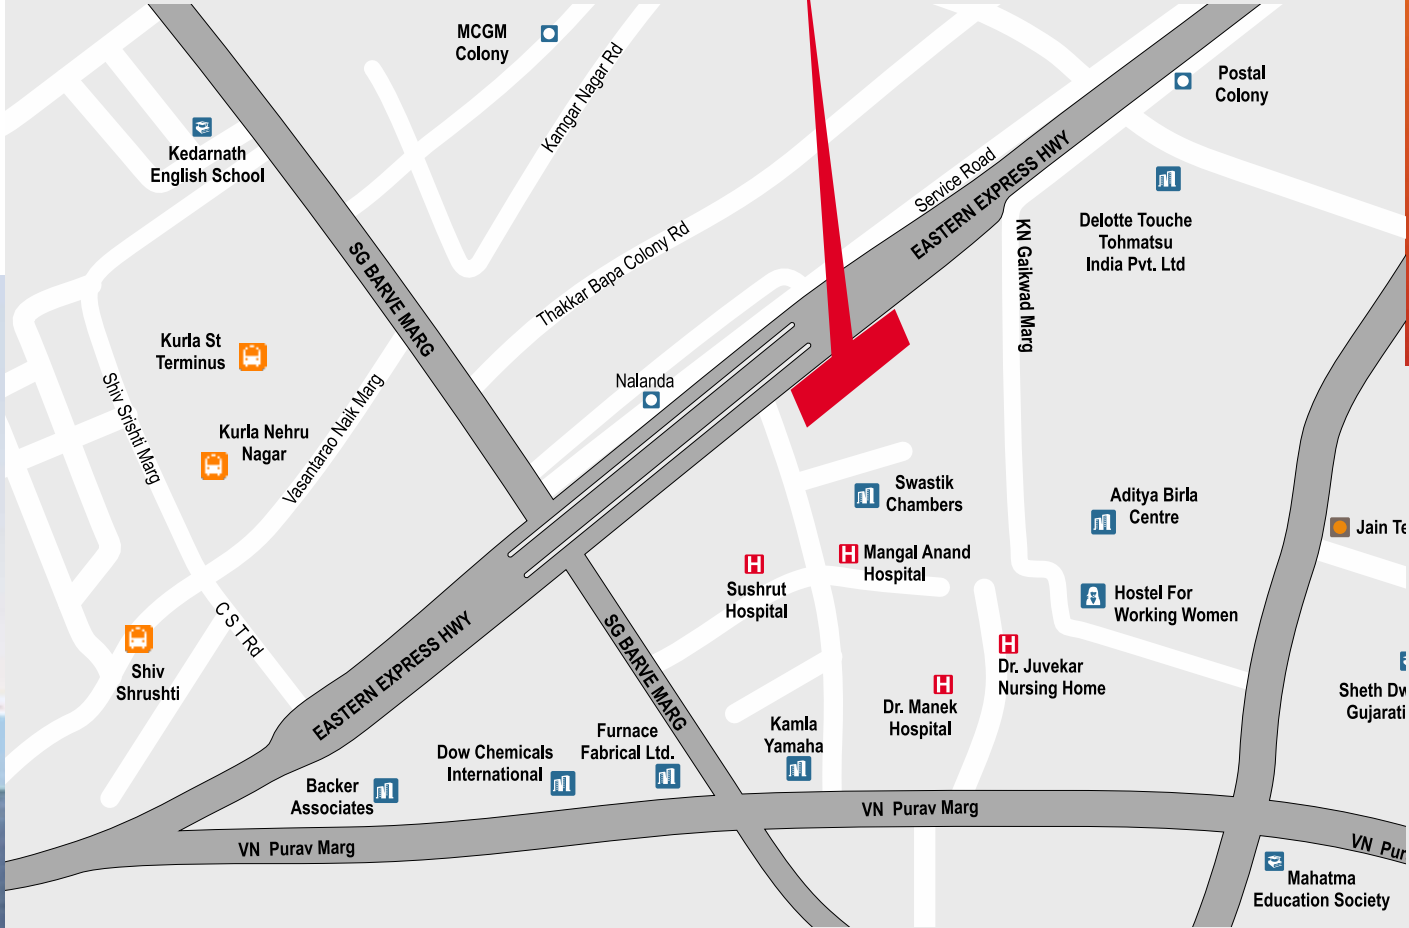 MCGM
Colony
Kamgar Nagar Rd
Postal
Colony
Kedarnath
English School
Service Road
EASTERN EXPRESS HWY
Delotte Touche
Tohmatsu
India Pvt. Ltd
KN Gaikwad Marg
SG BARVE MARG
Thakkar Bapa Colony Rd
Kurla St
Terminus
Nalanda
Shiv Srishti Marg
Vasantarao Naik Marg
Kurla Nehru
Nagar
Swastik
Chambers
Aditya Birla
Centre
Jain Te
Mangal Anand
Hospital
Sushrut
Hospital
Hostel For
Working Women
C S T Rd
EASTERN EXPRESS HWY
SG BARVE MARG
Shiv
Shrushti
Dr. Juvekar
Nursing Home
Dr. Manek
Hospital
Sheth Dw
Gujarati
Kamla
Yamaha
Furnace
Fabrical Ltd.
Dow Chemicals
International
Backer
Associates
VN Purav Marg
VN Purav Marg
VN Pur
Mahatma
Education Society